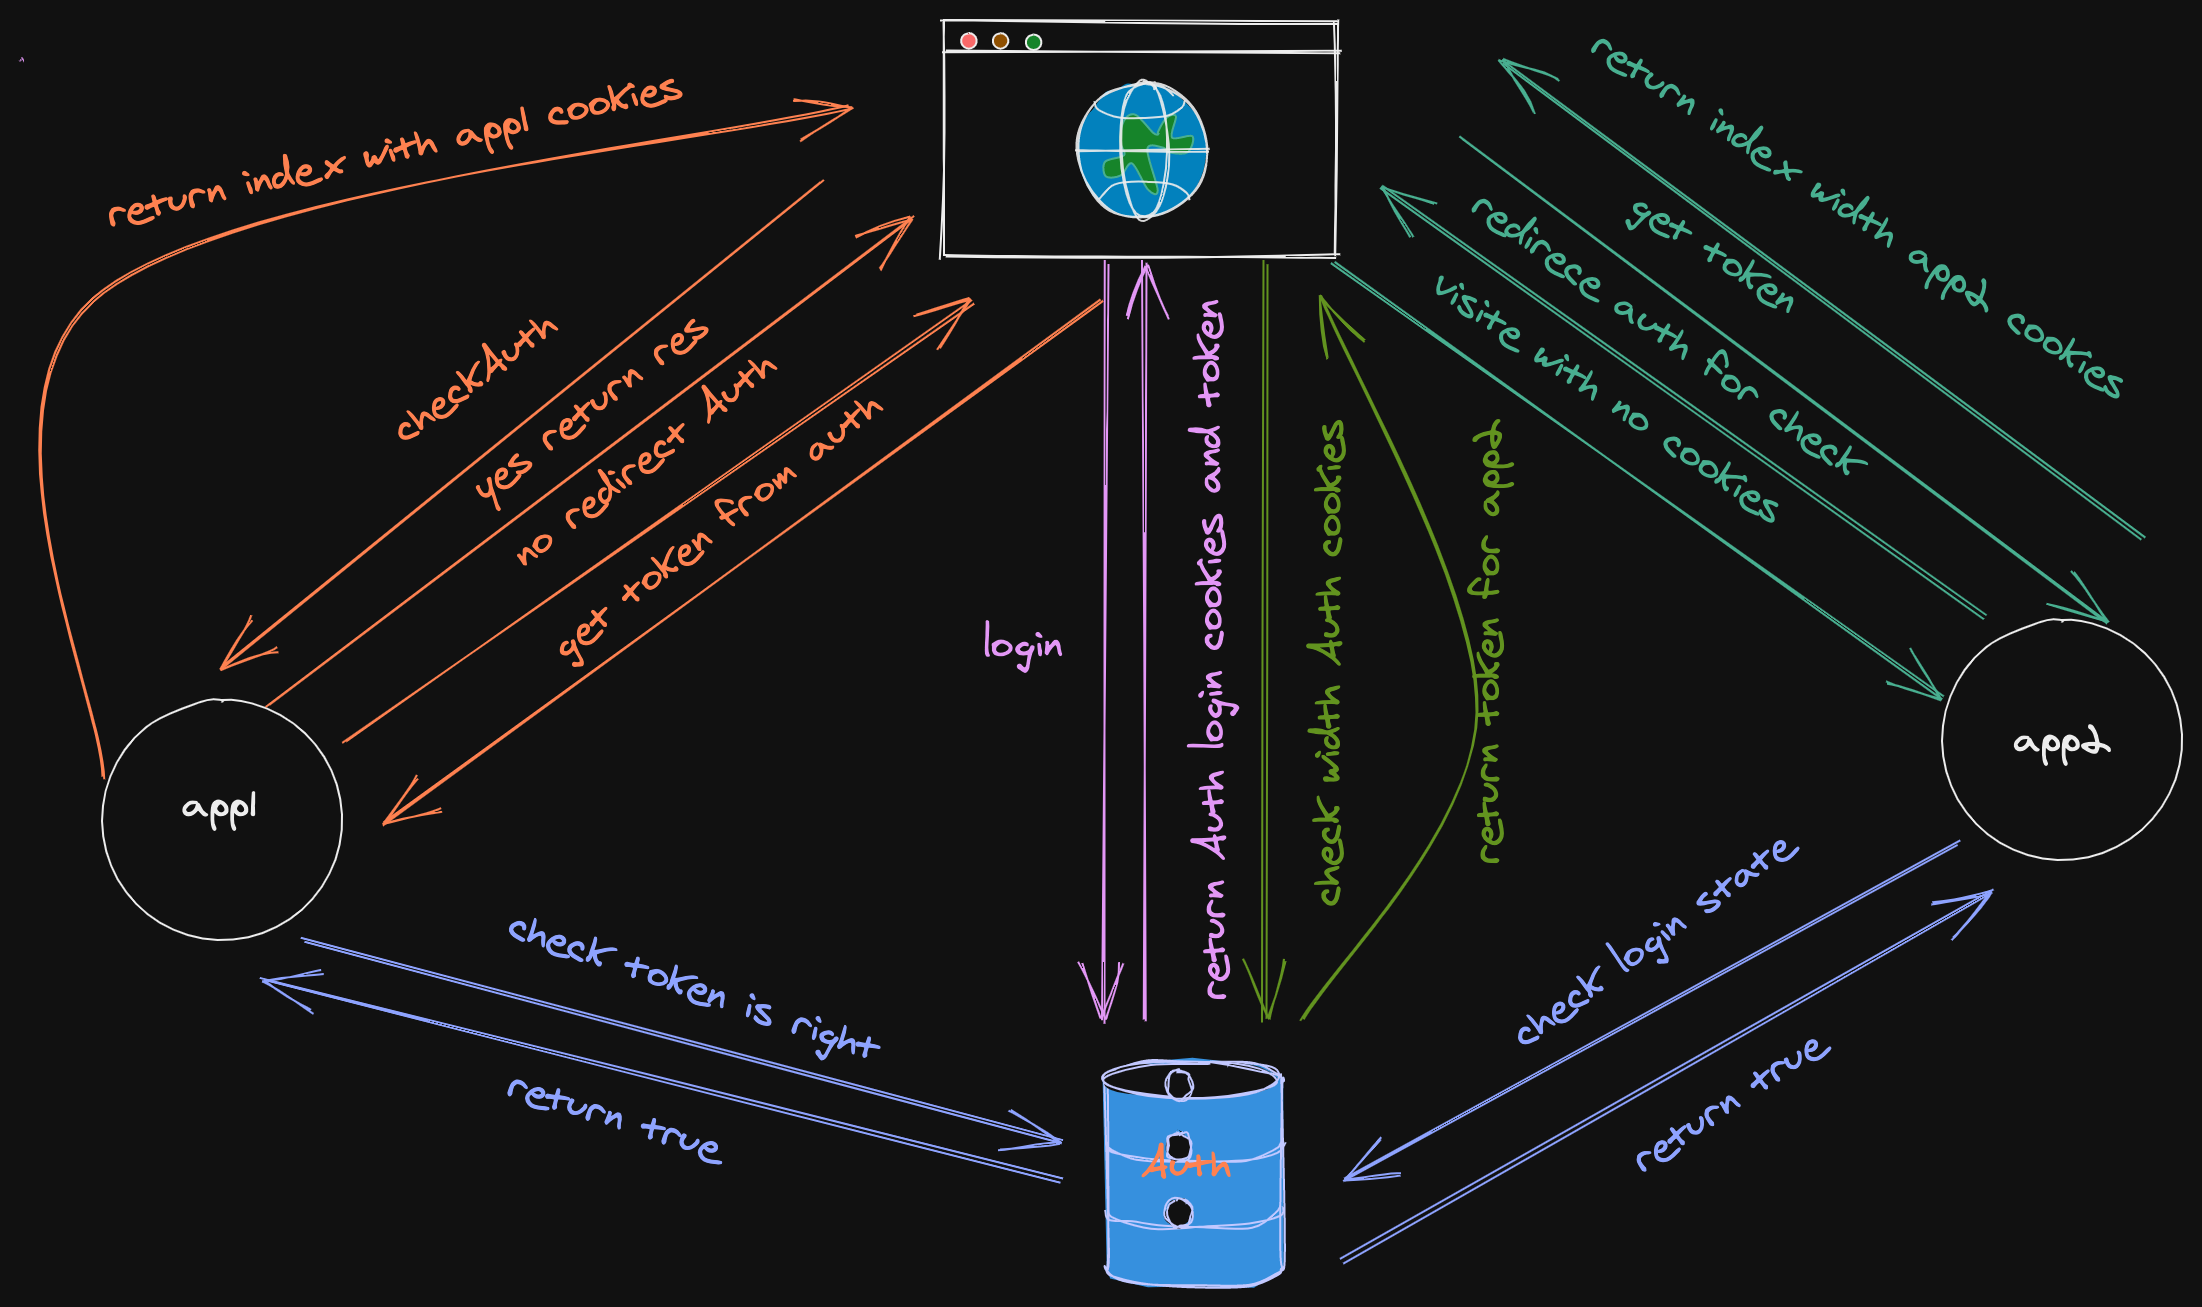 return index with app1 cookies
checkAuth
yes return res
no redirect Auth
get token from auth
app1
login
return Auth login cookies and token
check width Auth cookies
return token for app2
return index width app2 cookies
get token
redirece auth for check
visite with no cookies
app2
check token is right
return true
Auth
check login state
return true